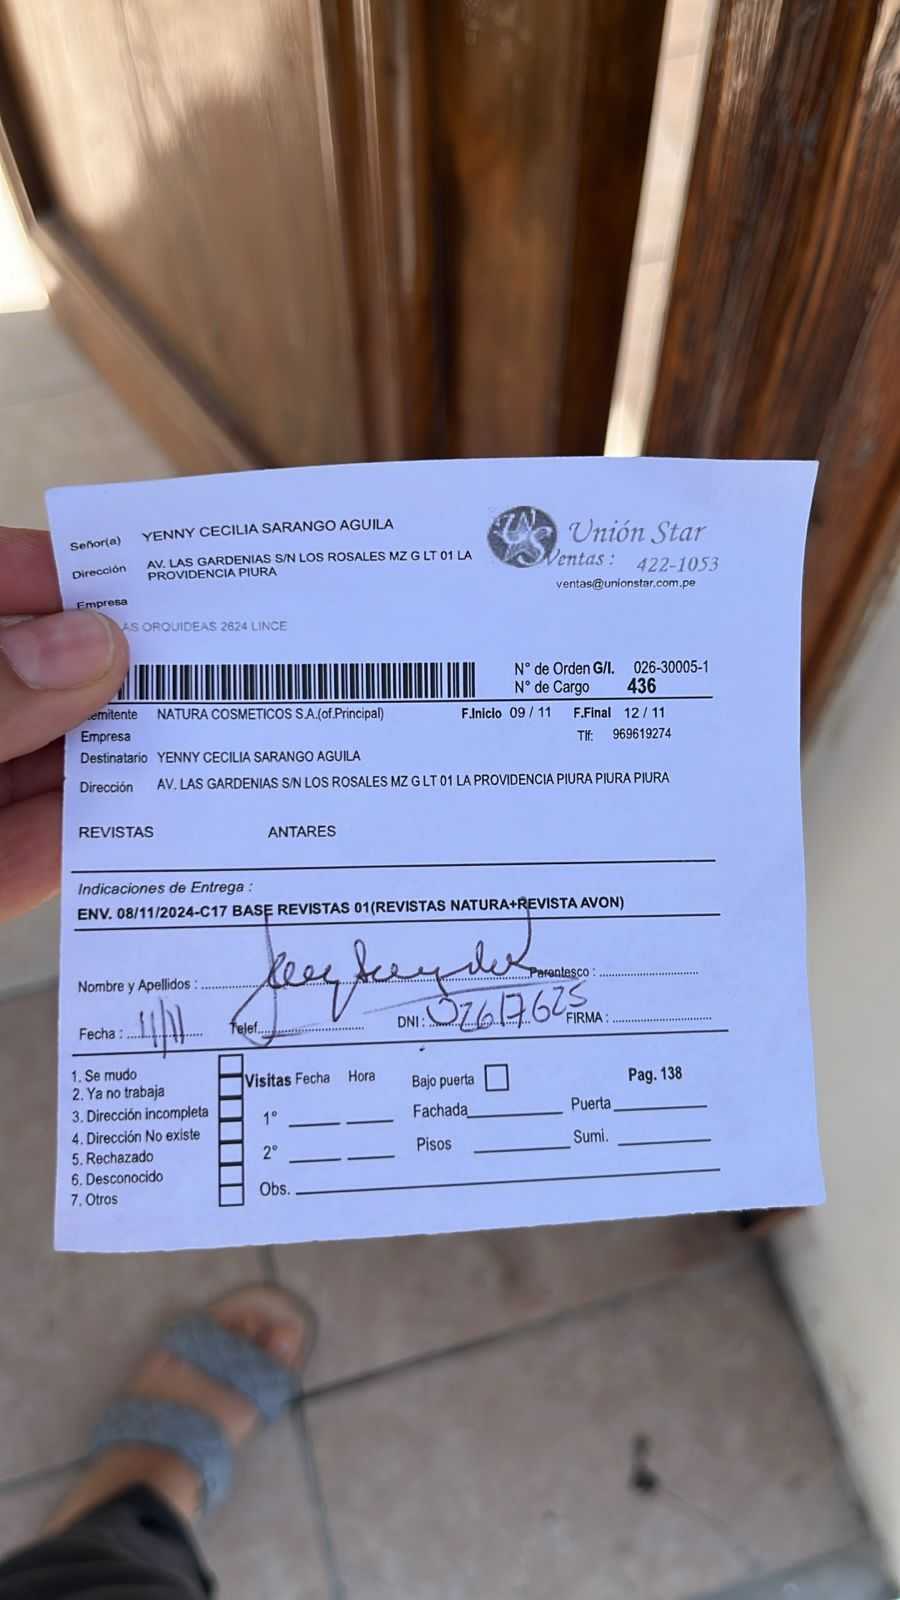 Señor(a) YENNY CECILIA SARANGO AGUILA
Dirección AV. LAS GARDENIAS S/N LOS ROSALES MZ G LT 01 LA
PROVIDENCIA PIURA
Empresa
AS ORQUIDEAS 2624 LINCE
Unión Star
Ventas : 422-1053
ventas@unionstar.com.pe
N° de Orden G/I. 026-30005-1
N° de Cargo 436
emitente NATURA COSMETICOS S.A.(of.Principal) F.Inicio 09 / 11 F.Final 12 / 11
Empresa Tlf: 969619274
Destinatario YENNY CECILIA SARANGO AGUILA
Dirección AV. LAS GARDENIAS S/N LOS ROSALES MZ G LT 01 LA PROVIDENCIA PIURA PIURA PIURA
REVISTAS ANTARES
Indicaciones de Entrega :
ENV. 08/11/2024-C17 BASE REVISTAS 01(REVISTAS NATURA+REVISTA AVON)
Nombre y Apellidos : Parentesco :
Fecha : 11/11 Telef. DNI : 02617625 FIRMA :
1. Se mudo
2. Ya no trabaja
3. Dirección incompleta
4. Dirección No existe
5. Rechazado
6. Desconocido
7. Otros
Visitas Fecha Hora Bajo puerta Pag. 138
1° Fachada Puerta
2° Pisos Sumi.
Obs.